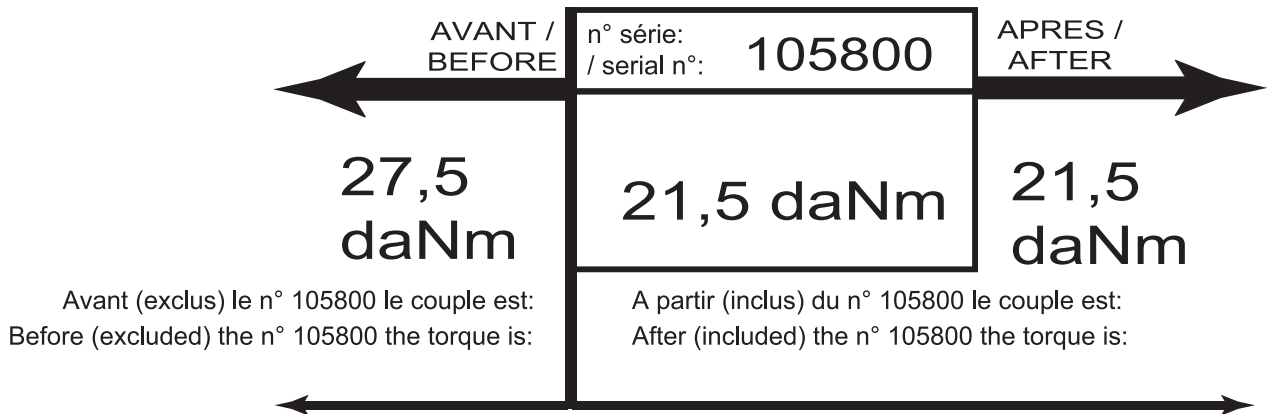 AVANT /
BEFORE
n° série:
/ serial n°:
105800
APRES /
AFTER
27,5
daNm
21,5 daNm
21,5
daNm
Avant (exclus) le n° 105800 le couple est:
Before (excluded) the n° 105800 the torque is:
A partir (inclus) du n° 105800 le couple est:
After (included) the n° 105800 the torque is: